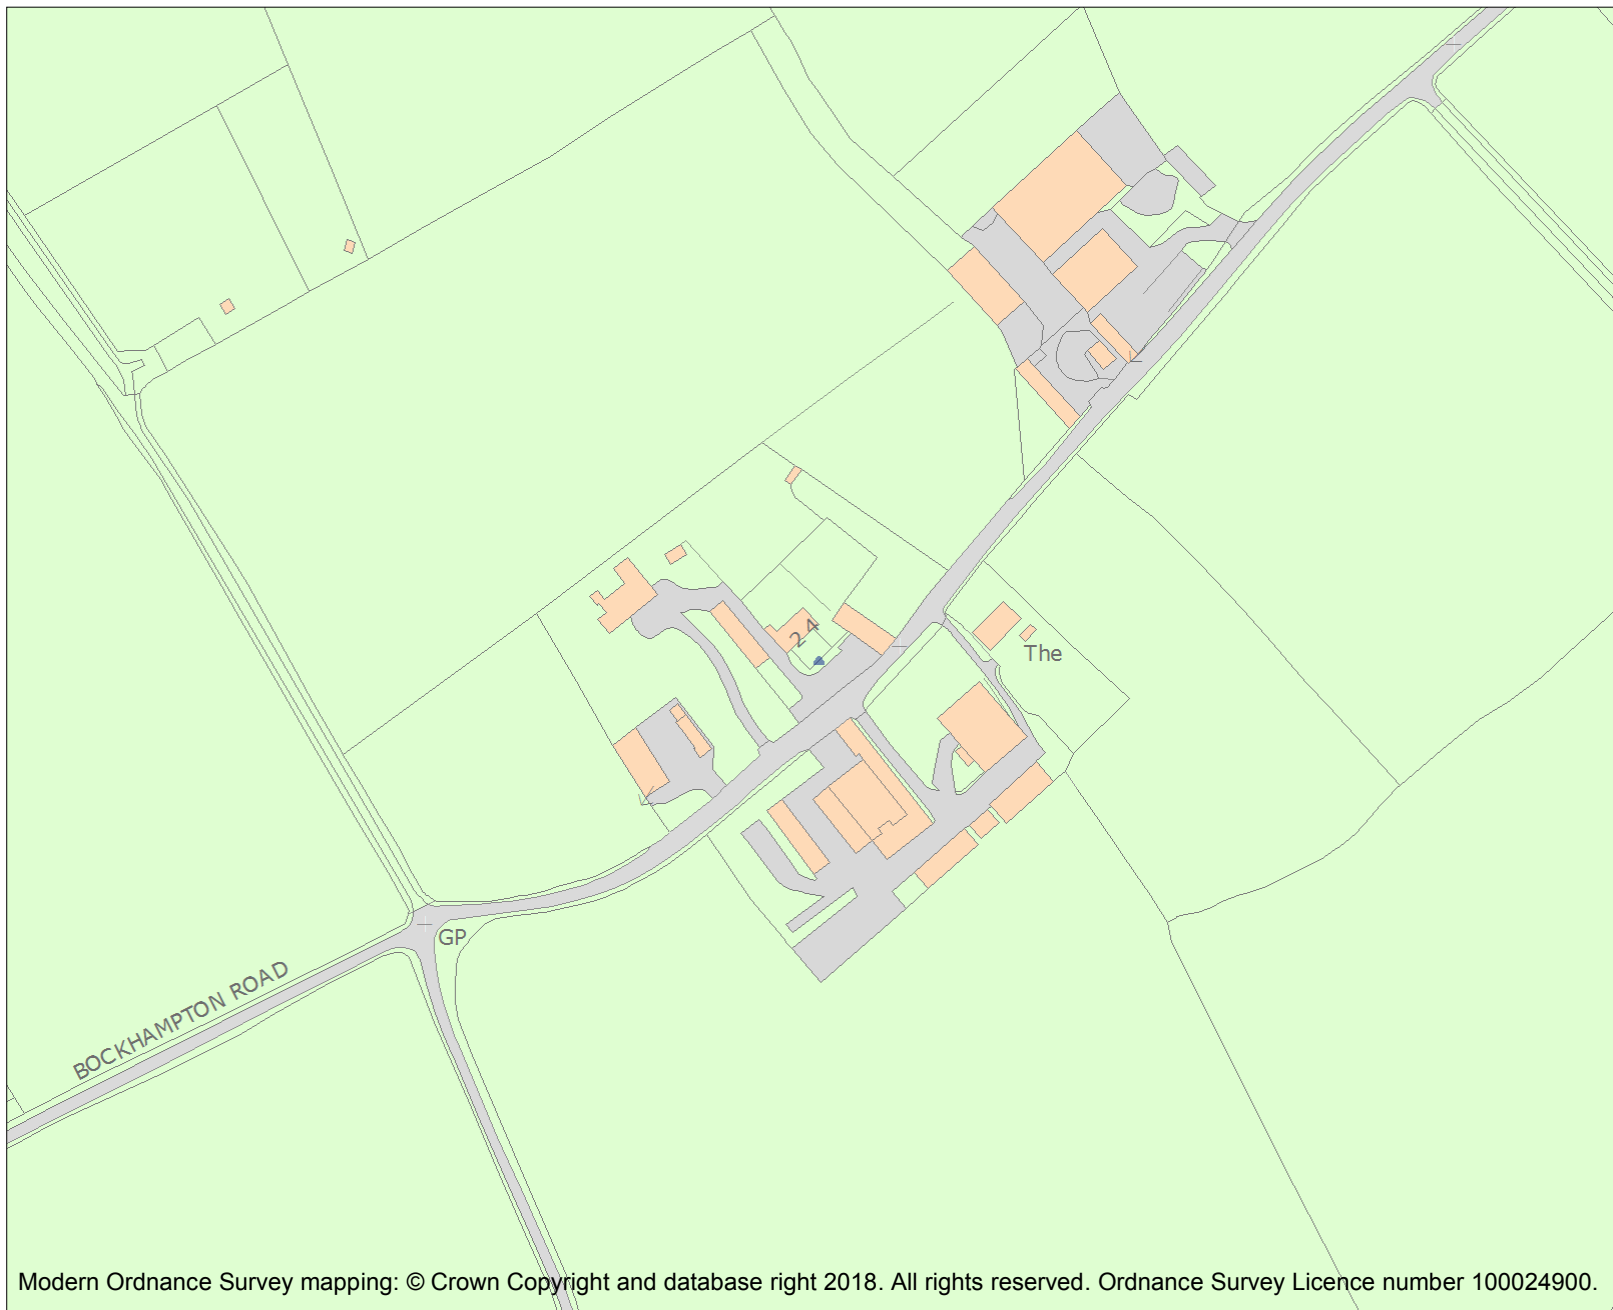 2 4
The
GP
BOCKHAMPTON ROAD
Modern Ordnance Survey mapping: © Crown Copyright and database right 2018. All rights reserved. Ordnance Survey Licence number 100024900.